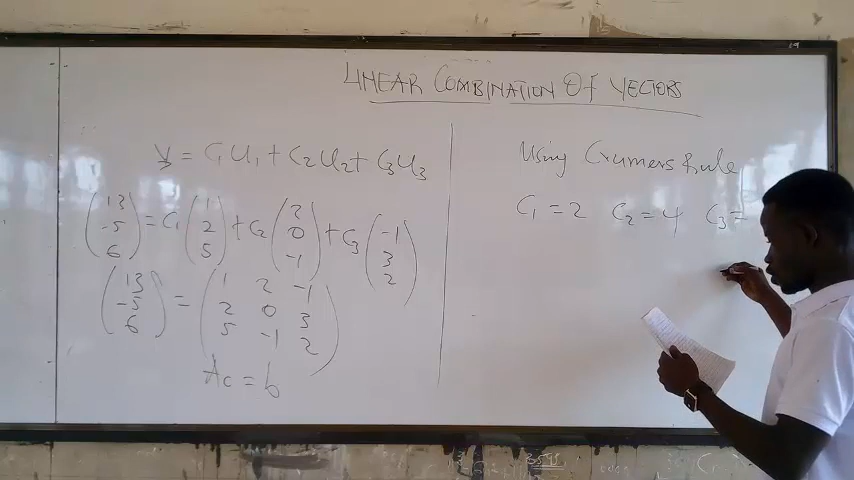 LINEAR COMBINATION OF VECTORS
v = C1U1 + C2U2 + C3U3
(13 -5 6) = C1 (1 2 5) + C2 (2 0 -1) + C3 (-1 3 2)
(13 -5 6) = (1 2 -1 2 0 3 5 -1 2)
Ac = b
Using Cramers Rule
C1 = 2 C2 = 4 C3 =